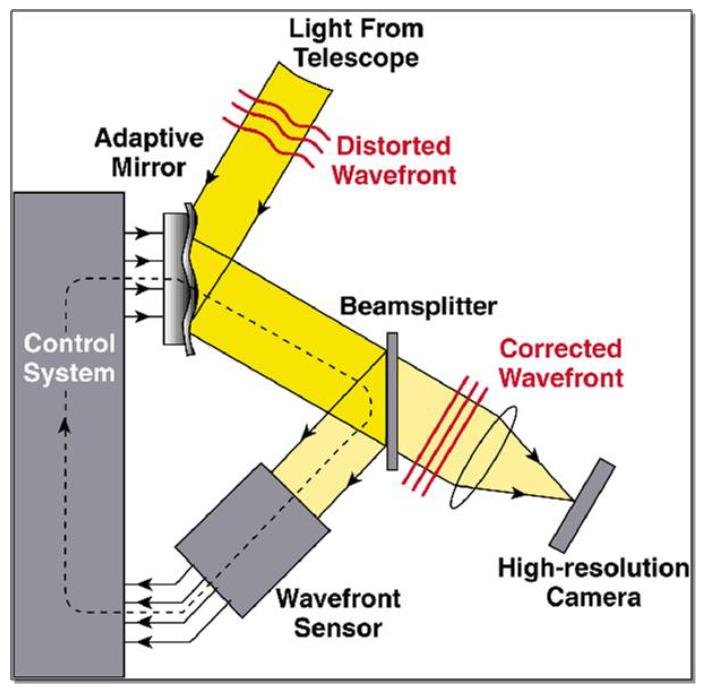 Light From
Telescope
Adaptive
Mirror
Distorted
Wavefront
Beamsplitter
Control
System
Corrected
Wavefront
High-resolution
Camera
Wavefront
Sensor